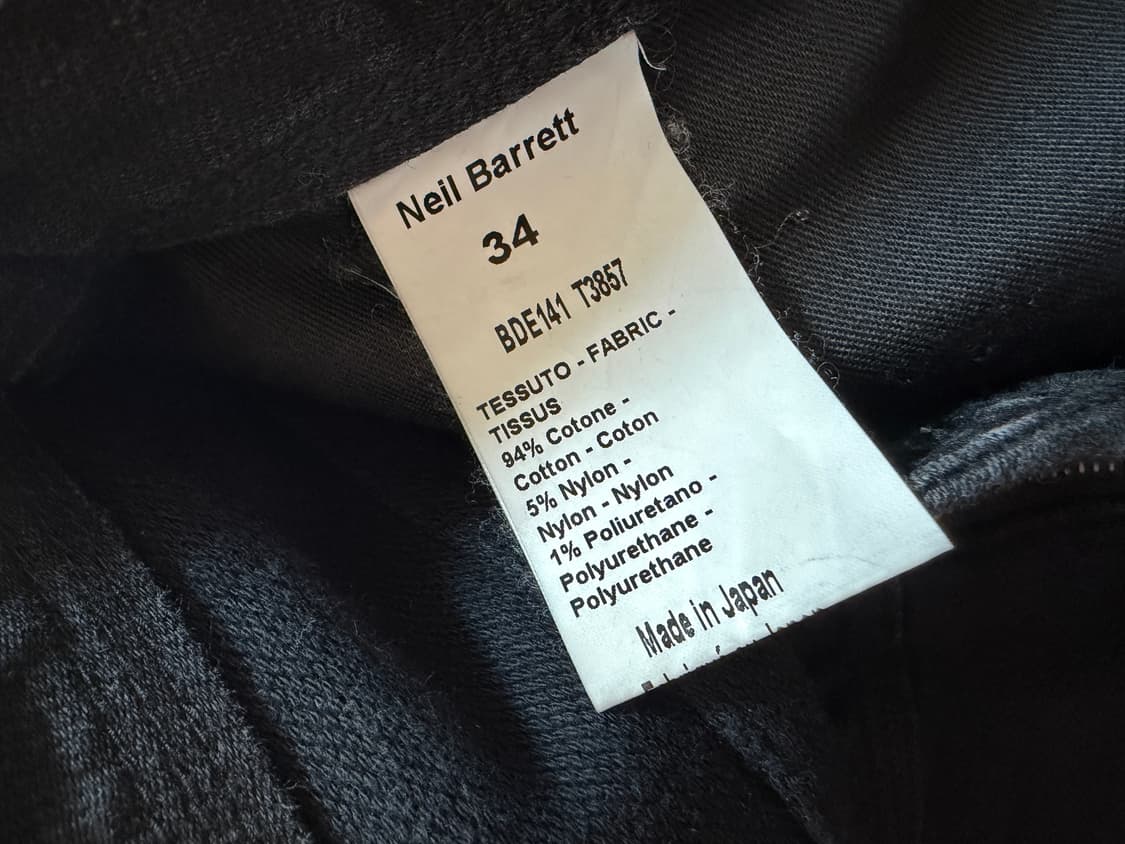 Neil Barrett
34
BDE141 T3857
TESSUTO - FABRIC -
TISSUS
94% Cotone -
Cotton - Coton
5% Nylon -
Nylon - Nylon
1% Poliuretano -
Polyurethane -
Polyurethane
Made in Japan